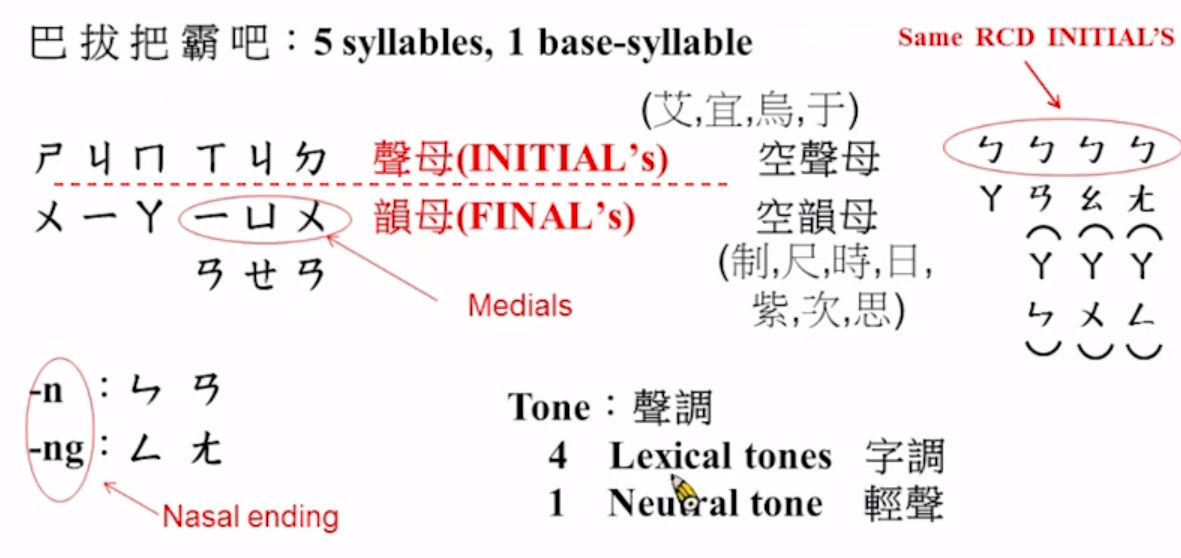 巴 拔 把 霸 吧：5 syllables, 1 base-syllable
Same RCD INITIAL'S
(艾,宜,烏,于)
ㄕ ㄐ ㄇ ㄒ ㄐ ㄉ 聲母(INITIAL's) 空聲母
ㄨ ㄧ ㄚ ㄧ ㄩ ㄨ 韻母(FINAL's) 空韻母
ㄢ ㄝ ㄢ
Medials
(制,尺,時,日,
紫,次,思)
ㄅ ㄅ ㄅ ㄅ
ㄚ ㄢ ㄠ ㄤ
︵ ︵ ︵
ㄚ ㄚ ㄚ
ㄣ ㄨ ㄥ
︶ ︶ ︶
-n：ㄣ ㄢ
-ng：ㄥ ㄤ
Nasal ending
Tone：聲調
4 Lexical tones 字調
1 Neutral tone 輕聲